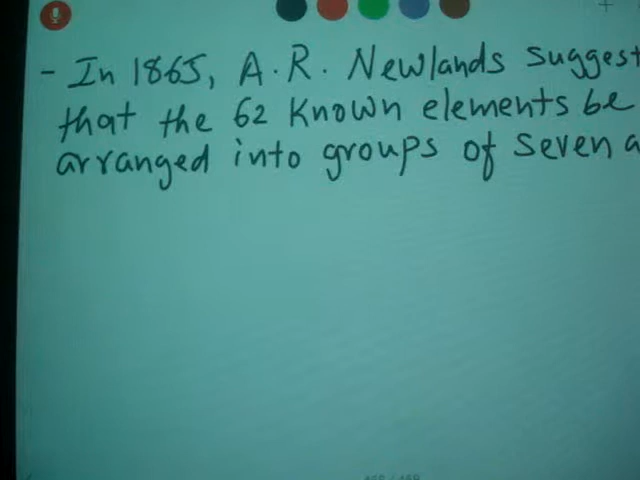 - In 1865, A.R. Newlands suggest
that the 62 known elements be
arranged into groups of seven a